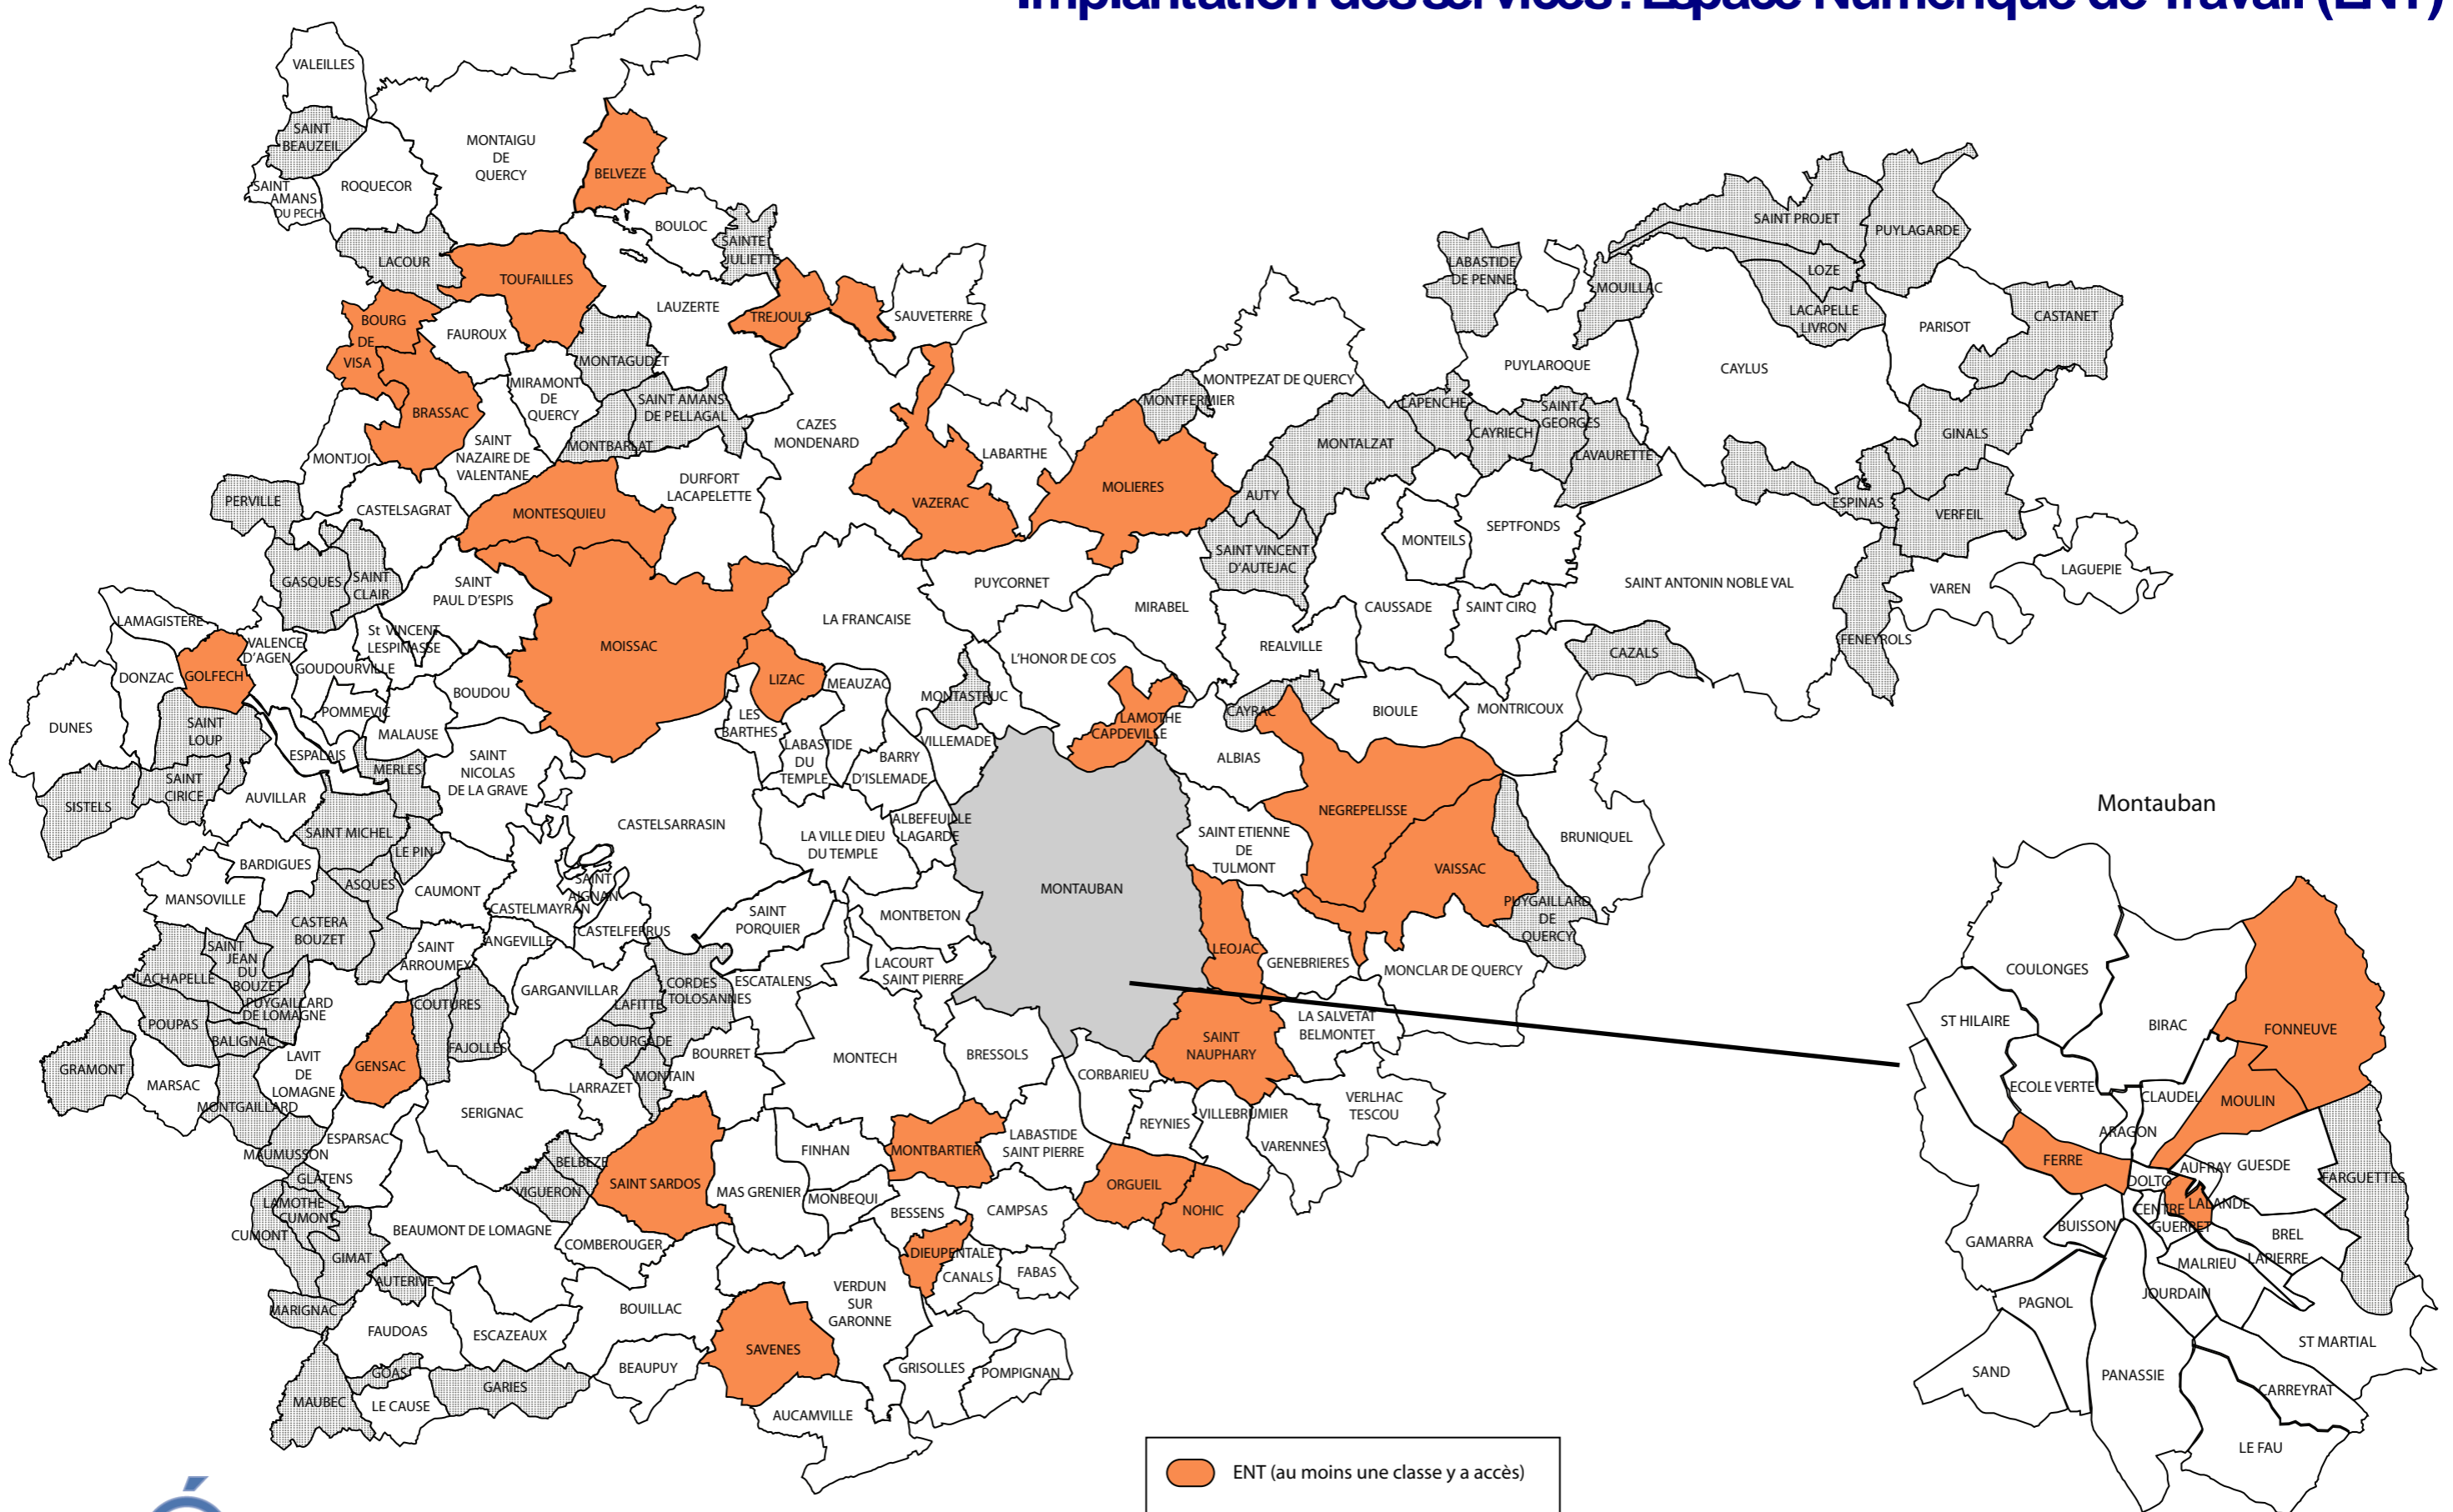 Implantation des services : Espace Numérique de Travail (ENT)
VALEILLES
SAINT
BEAUZEIL
SAINT
AMANS
DU PECH
ROQUECOR
MONTAIGU
DE
QUERCY
BELVEZE
BOULOC
SAINTE
JULIETTE
LACOUR
TOUFAILLES
LAUZERTE
TREJOULS
SAUVETERRE
BOURG
DE
VISA
FAUROUX
MONTAGUDET
MIRAMONT
DE
QUERCY
BRASSAC
SAINT AMANS
DE PELLAGAL
MONTBARLAT
SAINT
NAZAIRE DE
VALENTANE
MONTJOI
CAZES
MONDENARD
LABARTHE
DURFORT
LACAPELETTE
VAZERAC
MOLIERES
MONTFERMIER
MONTPEZAT DE QUERCY
LABASTIDE
DE PENNE
MOUILLAC
SAINT PROJET
PUYLAGARDE
LOZE
LACAPELLE
LIVRON
PARISOT
CASTANET
PUYLAROQUE
CAYLUS
LAPENCHE
CAYRIECH
SAINT
GEORGES
LAVAURETTE
MONTALZAT
GINALS
ESPINAS
VERFEIL
AUTY
SAINT VINCENT
D'AUTEJAC
MONTEILS
SEPTFONDS
SAINT ANTONIN NOBLE VAL
VAREN
LAGUEPIE
FENEYROLS
CAZALS
PERVILLE
CASTELSAGRAT
MONTESQUIEU
GASQUES
SAINT
CLAIR
SAINT
PAUL D'ESPIS
MOISSAC
LA FRANCAISE
PUYCORNET
MIRABEL
CAUSSADE
SAINT CIRQ
REALVILLE
LAMAGISTERE
VALENCE
D'AGEN
St VINCENT
LESPINASSE
GOUDOURVILLE
DONZAC
GOLFECH
POMMEVIC
BOUDOU
MALAUSE
LIZAC
MEAUZAC
LES
BARTHES
L'HONOR DE COS
MONTASTRUC
LAMOTHE
CAPDEVILLE
CAYRAC
BIOULE
MONTRICOUX
DUNES
SAINT
LOUP
ESPALAIS
MERLES
SAINT
NICOLAS
DE LA GRAVE
LABASTIDE
DU
TEMPLE
BARRY
D'ISLEMADE
VILLEMADE
ALBIAS
SISTELS
SAINT
CIRICE
AUVILLAR
SAINT MICHEL
LE PIN
CASTELSARRASIN
LA VILLE DIEU
DU TEMPLE
ALBEFEUILLE
LAGARDE
MONTAUBAN
SAINT ETIENNE
DE
TULMONT
NEGREPELISSE
VAISSAC
BRUNIQUEL
PUYGAILLARD
DE
QUERCY
BARDIGUES
MANSOVILLE
ASQUES
CAUMONT
SAINT
AIGNAN
CASTELMAYRAN
CASTELFERRUS
SAINT
PORQUIER
MONTBETON
CASTERA
BOUZET
SAINT
ARROUMEX
ANGEVILLE
LACOURT
SAINT PIERRE
LEOJAC
GENEBRIERES
MONCLAR DE QUERCY
LACHAPELLE
SAINT
JEAN
DU
BOUZET
PUYGAILLARD
DE LOMAGNE
COUTURES
GARGANVILLAR
LAFITTE
CORDES
TOLOSANNES
ESCATALENS
POUPAS
BALIGNAC
GRAMONT
MARSAC
LAVIT
DE
LOMAGNE
GENSAC
FAJOLLES
LABOURGADE
BOURRET
MONTECH
BRESSOLS
SAINT
NAUPHARY
LA SALVETAT
BELMONTET
CORBARIEU
MONTGAILLARD
LARRAZET
MONTAIN
SERIGNAC
REYNIES
VILLEBRUMIER
VARENNES
VERLHAC
TESCOU
ESPARSAC
MAUMUSSON
GLATENS
BELBEZE
VIGUERON
SAINT SARDOS
MAS GRENIER
FINHAN
MONTBARTIER
LABASTIDE
SAINT PIERRE
ORGUEIL
NOHIC
LAMOTHE
CUMONT
CUMONT
GIMAT
BEAUMONT DE LOMAGNE
COMBEROUGER
MONBEQUI
BESSENS
CAMPSAS
DIEUPENTALE
CANALS
FABAS
AUTERIVE
MARIGNAC
FAUDOAS
ESCAZEAUX
BOUILLAC
VERDUN
SUR
GARONNE
SAVENES
BEAUPUY
GRISOLLES
POMPIGNAN
GOAS
MAUBEC
LE CAUSE
GARIES
AUCAMVILLE
Montauban
COULONGES
ST HILAIRE
BIRAC
FONNEUVE
ECOLE VERTE
CLAUDEL
MOULIN
ARAGON
FERRE
AUFRAY
GUESDE
FARGUETTES
DOLTO
LALANDE
CENTRE
GUERRET
BUISSON
GAMARRA
BREL
MALRIEU
LAPIERRE
JOURDAIN
PAGNOL
ST MARTIAL
SAND
PANASSIE
CARREYRAT
LE FAU
ENT (au moins une classe y a accès)